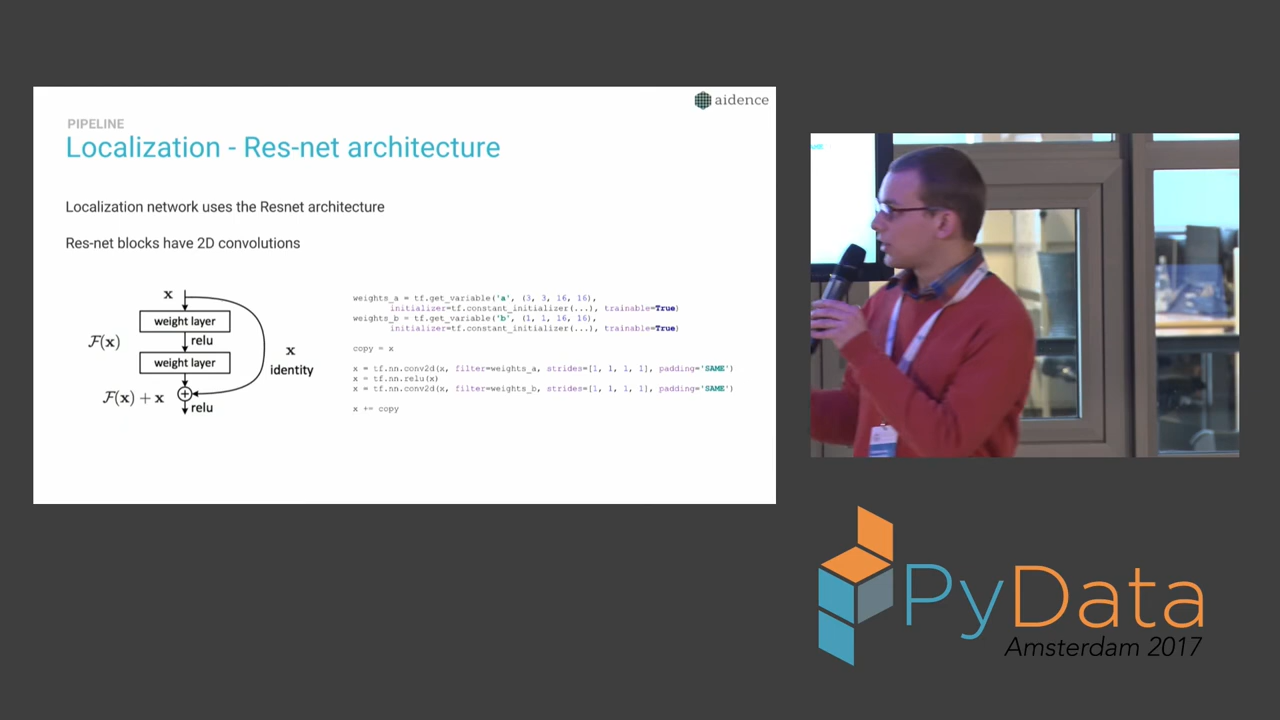 aidence
PIPELINE
Localization - Res-net architecture
Localization network uses the Resnet architecture
Res-net blocks have 2D convolutions
x
weight layer
F(x)
relu
weight layer
x
identity
F(x) + x
relu
weights_a = tf.get_variable('a', (3, 3, 16, 16),
initializer=tf.constant_initializer(...), trainable=True)
weights_b = tf.get_variable('b', (1, 1, 16, 16),
initializer=tf.constant_initializer(...), trainable=True)
copy = x
x = tf.nn.conv2d(x, filter=weights_a, strides=[1, 1, 1, 1], padding='SAME')
x = tf.nn.relu(x)
x = tf.nn.conv2d(x, filter=weights_b, strides=[1, 1, 1, 1], padding='SAME')
x += copy
PyData
Amsterdam 2017